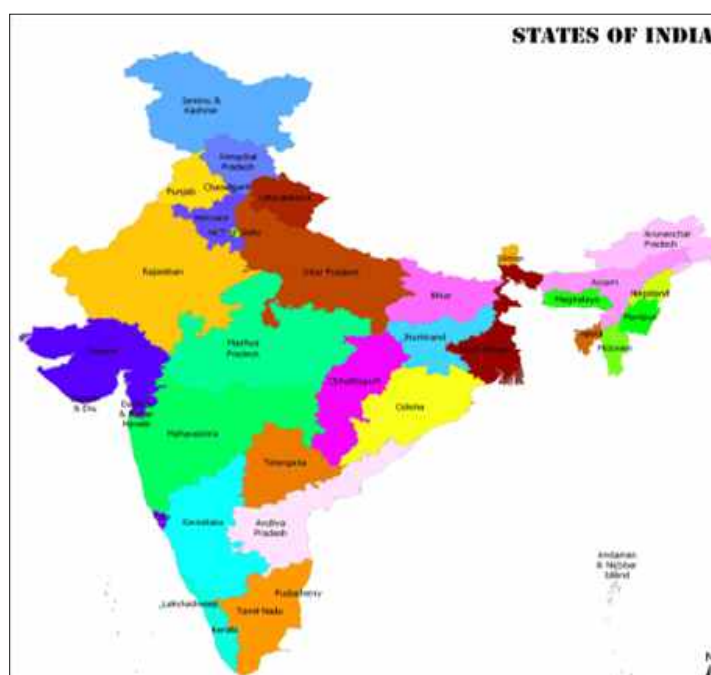 STATES OF INDIA
Jammu &
Kashmir
Himachal
Pradesh
Punjab
Chandigarh
Uttarakhand
Haryana
NCT of Delhi
Rajasthan
Uttar Pradesh
Sikkim
Arunanchal
Pradesh
Assam
Nagaland
Meghalaya
Manipur
Tripura
Mizoram
Bihar
Jharkhand
Gujarat
Madhya
Pradesh
Chhattisgarh
& Diu
Odisha
Maharashtra
Telangana
Karnataka
Andhra
Pradesh
Andaman
& Nicobar
Island
Lakshadweep
Puducherry
Tamil Nadu
Kerala
N